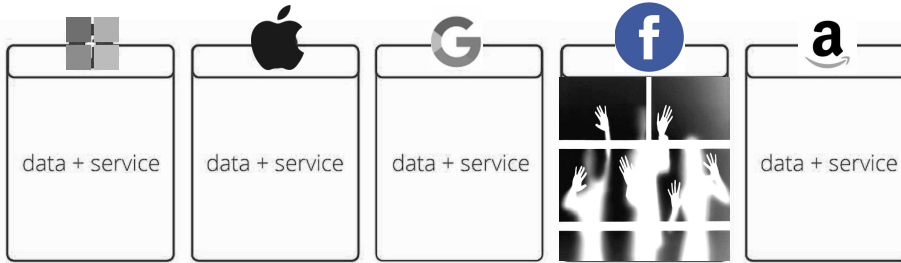 G
f
a
data + service
data + service
data + service
data + service